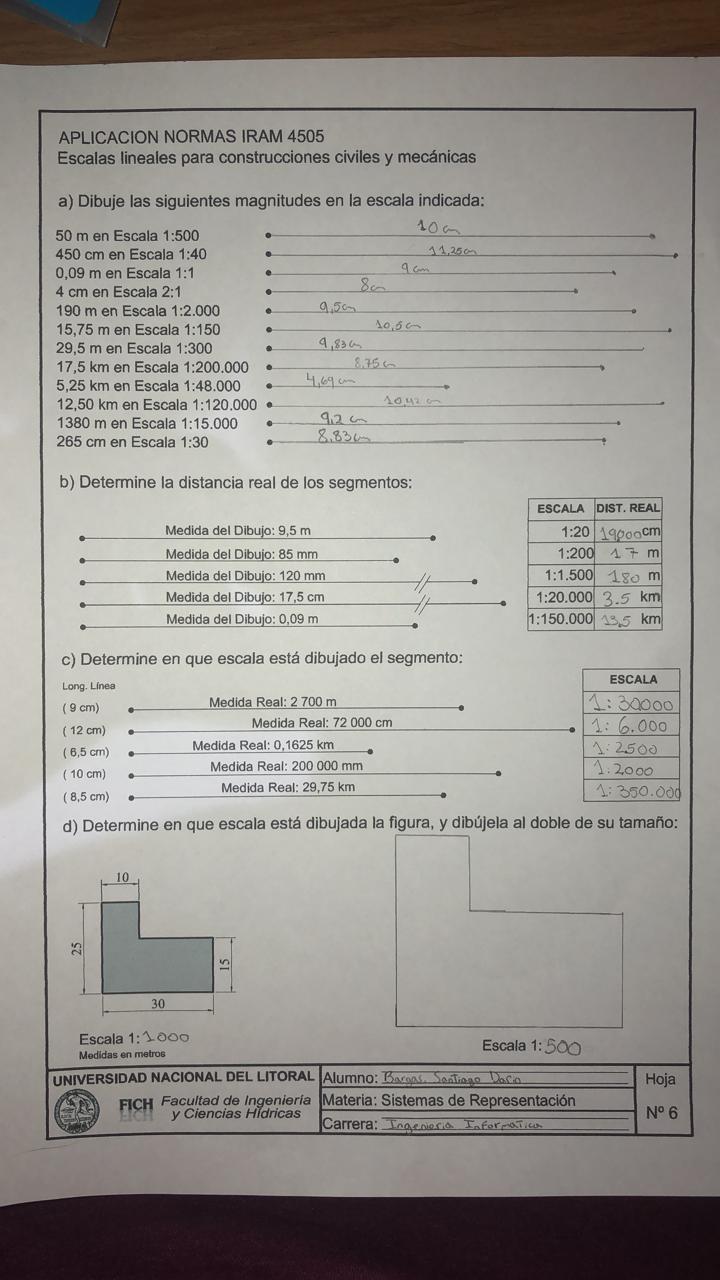 APLICACION NORMAS IRAM 4505
Escalas lineales para construcciones civiles y mecánicas
a) Dibuje las siguientes magnitudes en la escala indicada:
50 m en Escala 1:500 10 cm
450 cm en Escala 1:40 11,25cm
0,09 m en Escala 1:1 9 cm
4 cm en Escala 2:1 8cm
190 m en Escala 1:2.000 9,5cm
15,75 m en Escala 1:150 10,5 cm
29,5 m en Escala 1:300 9,83 cm
17,5 km en Escala 1:200.000 8,75 cm
5,25 km en Escala 1:48.000 4,69 cm
12,50 km en Escala 1:120.000 10,42 cm
1380 m en Escala 1:15.000 9,2 cm
265 cm en Escala 1:30 8,83cm
b) Determine la distancia real de los segmentos:
ESCALA DIST. REAL
Medida del Dibujo: 9,5 m 1:20 19000cm
Medida del Dibujo: 85 mm 1:200 17 m
Medida del Dibujo: 120 mm 1:1.500 180 m
Medida del Dibujo: 17,5 cm 1:20.000 3.5 km
Medida del Dibujo: 0,09 m 1:150.000 13,5 km
c) Determine en que escala está dibujado el segmento:
Long. Línea ESCALA
( 9 cm) Medida Real: 2 700 m 1: 30000
( 12 cm) Medida Real: 72 000 cm 1: 6.000
( 6,5 cm) Medida Real: 0,1625 km 1: 2500
( 10 cm) Medida Real: 200 000 mm 1: 2000
( 8,5 cm) Medida Real: 29,75 km 1: 350.000
d) Determine en que escala está dibujada la figura, y dibújela al doble de su tamaño:
10
25
15
30
Escala 1: 1000
Medidas en metros
Escala 1: 500
UNIVERSIDAD NACIONAL DEL LITORAL
FICH Facultad de Ingeniería
y Ciencias Hídricas
Alumno: Bargas, Santiago Dario
Materia: Sistemas de Representación
Carrera: Ingenieria Informatica
Hoja
Nº 6